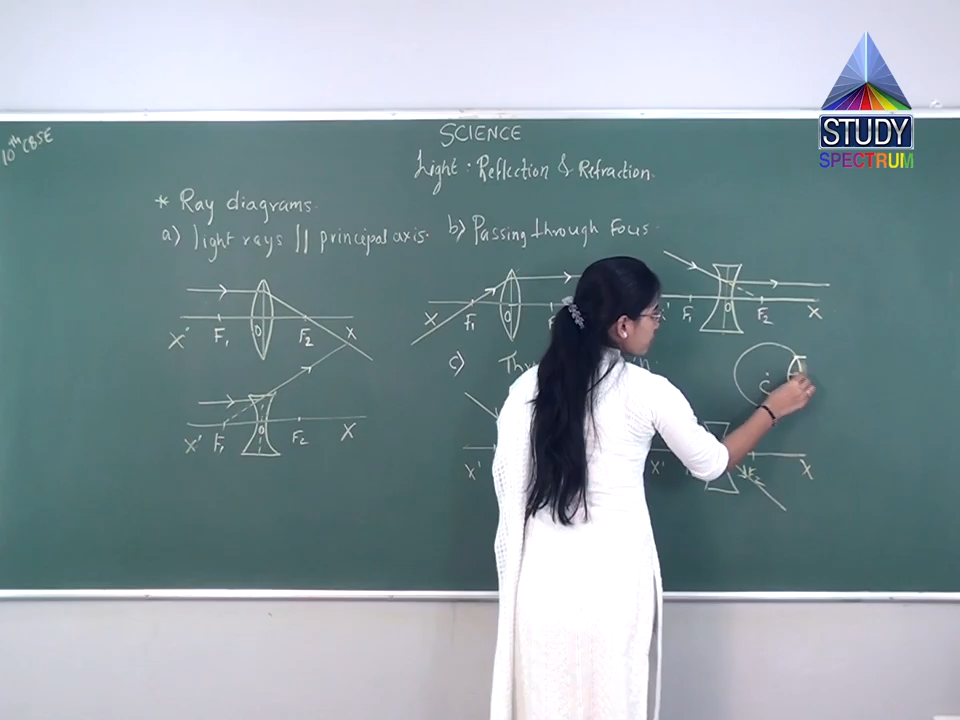 STUDY
SPECTRUM
10th CBSE
SCIENCE
Light : Reflection & Refraction.
* Ray diagrams.
a) light rays || principal axis.
b) Passing through Focus.
X' F1 O F2 X
X' F1 O F2 X
X F1
X' F1 O F2 X
c)
C
X'
X' F2 X